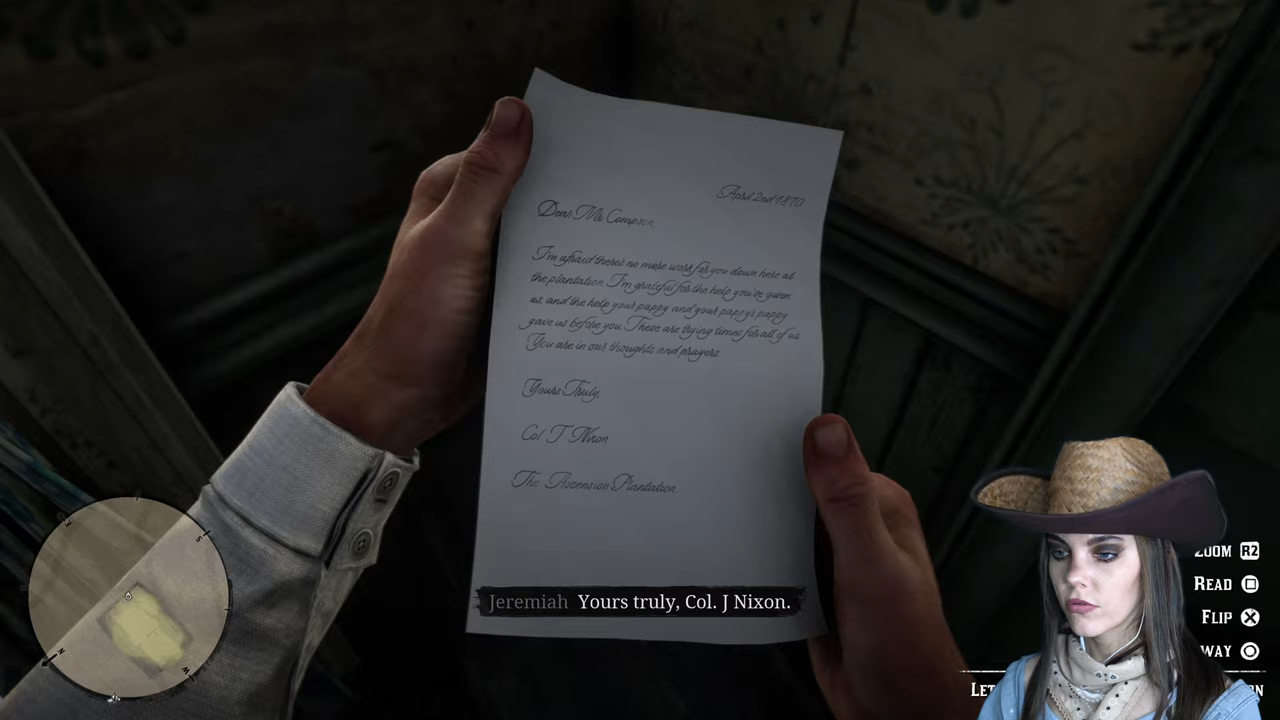 April 2nd 1870
Dear Mr. Compson,
I'm afraid there's no more work for you down here at
the plantation. I'm grateful for the help you've given
us, and the help your pappy and your pappy's pappy
gave us before you. These are trying times for all of us.
You are in our thoughts and prayers.
Yours Truly,
Col J Nixon
The Ascension Plantation.
Jeremiah Yours truly, Col. J Nixon.
ZOOM R2
READ
FLIP
WAY
LET
N
S
N
W